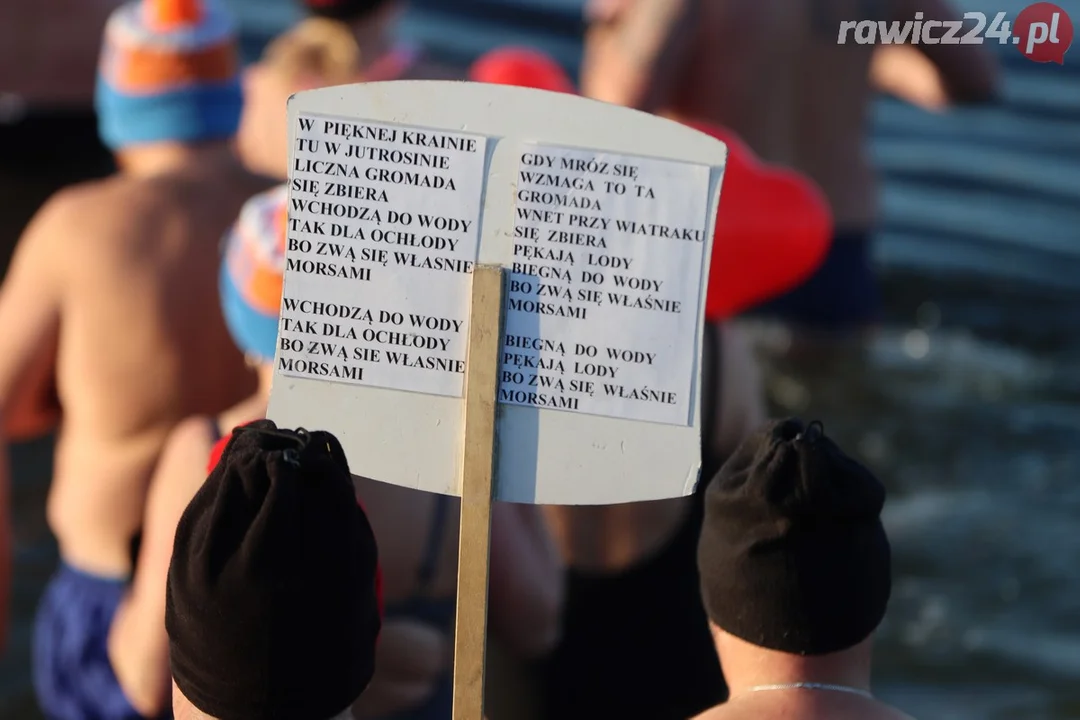 rawicz24.pl
W PIĘKNEJ KRAINIE
TU W JUTROSINIE
LICZNA GROMADA
SIĘ ZBIERA
WCHODZĄ DO WODY
TAK DLA OCHŁODY
BO ZWĄ SIĘ WŁASNIE
MORSAMI
WCHODZĄ DO WODY
TAK DLA OCHŁODY
BO ZWĄ SIE WŁASNIE
MORSAMI
GDY MRÓZ SIĘ
WZMAGA TO TA
GROMADA
WNET PRZY WIATRAKU
SIĘ ZBIERA
PĘKAJĄ LODY
BIEGNĄ DO WODY
BO ZWĄ SIĘ WŁAŚNIE
MORSAMI
BIEGNĄ DO WODY
PĘKAJĄ LODY
BO ZWĄ SIĘ WŁAŚNIE
MORSAMI